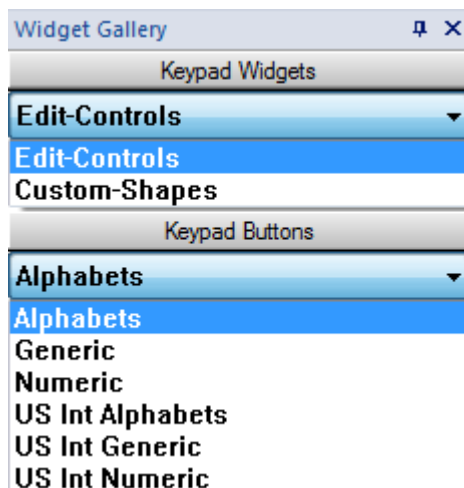 Widget Gallery
Keypad Widgets
Edit-Controls
Edit-Controls
Custom-Shapes
Keypad Buttons
Alphabets
Alphabets
Generic
Numeric
US Int Alphabets
US Int Generic
US Int Numeric